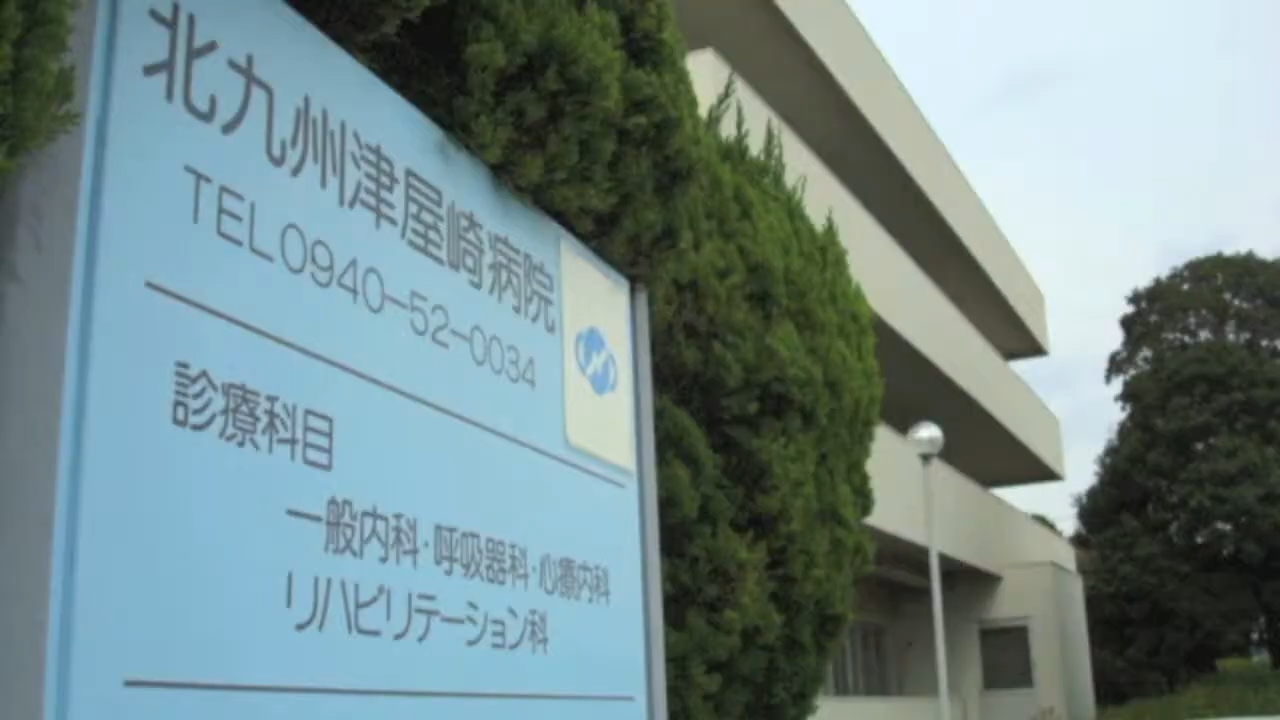 北九州津屋崎病院
TEL0940-52-0034
診療科目
一般内科・呼吸器科・心療内科
リハビリテーション科